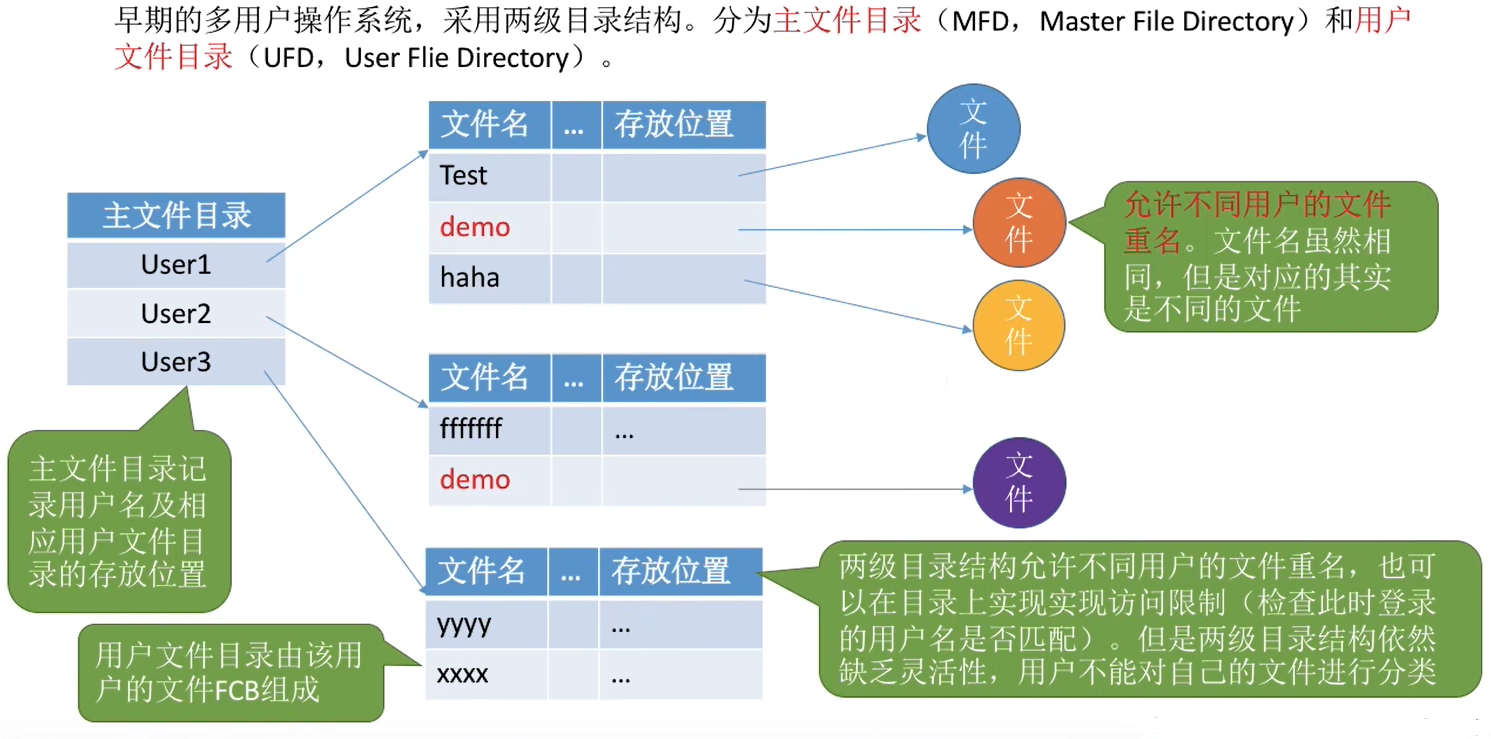 早期的多用户操作系统，采用两级目录结构。分为主文件目录（MFD，Master File Directory）和用户
文件目录（UFD，User Flie Directory）。
主文件目录
User1
User2
User3
主文件目录记
录用户名及相
应用户文件目
录的存放位置
用户文件目录由该用
户的文件FCB组成
文件名 ... 存放位置
Test
demo
haha
文件名 ... 存放位置
fffffff ...
demo
文件名 ... 存放位置
yyyy ...
xxxx ...
文
件
文
件
文
件
文
件
允许不同用户的文件
重名。文件名虽然相
同，但是对应的其实
是不同的文件
两级目录结构允许不同用户的文件重名，也可
以在目录上实现实现访问限制（检查此时登录
的用户名是否匹配）。但是两级目录结构依然
缺乏灵活性，用户不能对自己的文件进行分类